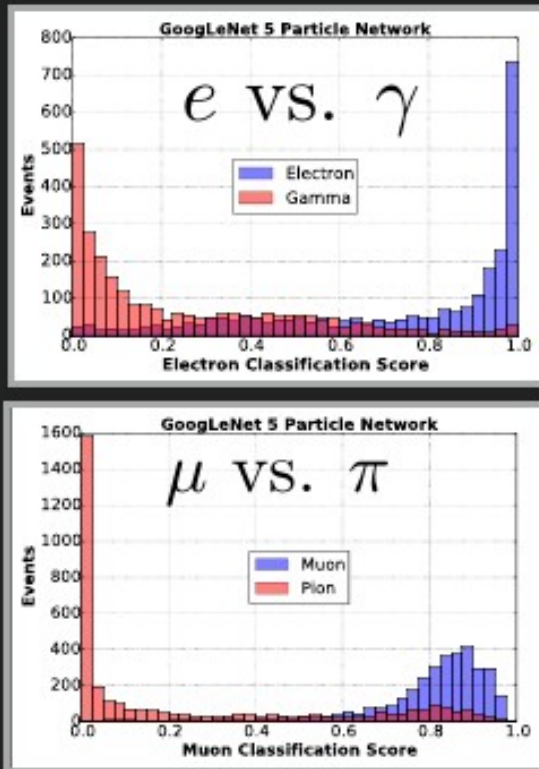 GoogLeNet 5 Particle Network
800
700
600
500
400
300
200
100
0
Events
e vs. γ
Electron
Gamma
0.0 0.2 0.4 0.6 0.8 1.0
Electron Classification Score
GoogLeNet 5 Particle Network
1600
1400
1200
1000
800
600
400
200
0
Events
μ vs. π
Muon
Pion
0.0 0.2 0.4 0.6 0.8 1.0
Muon Classification Score